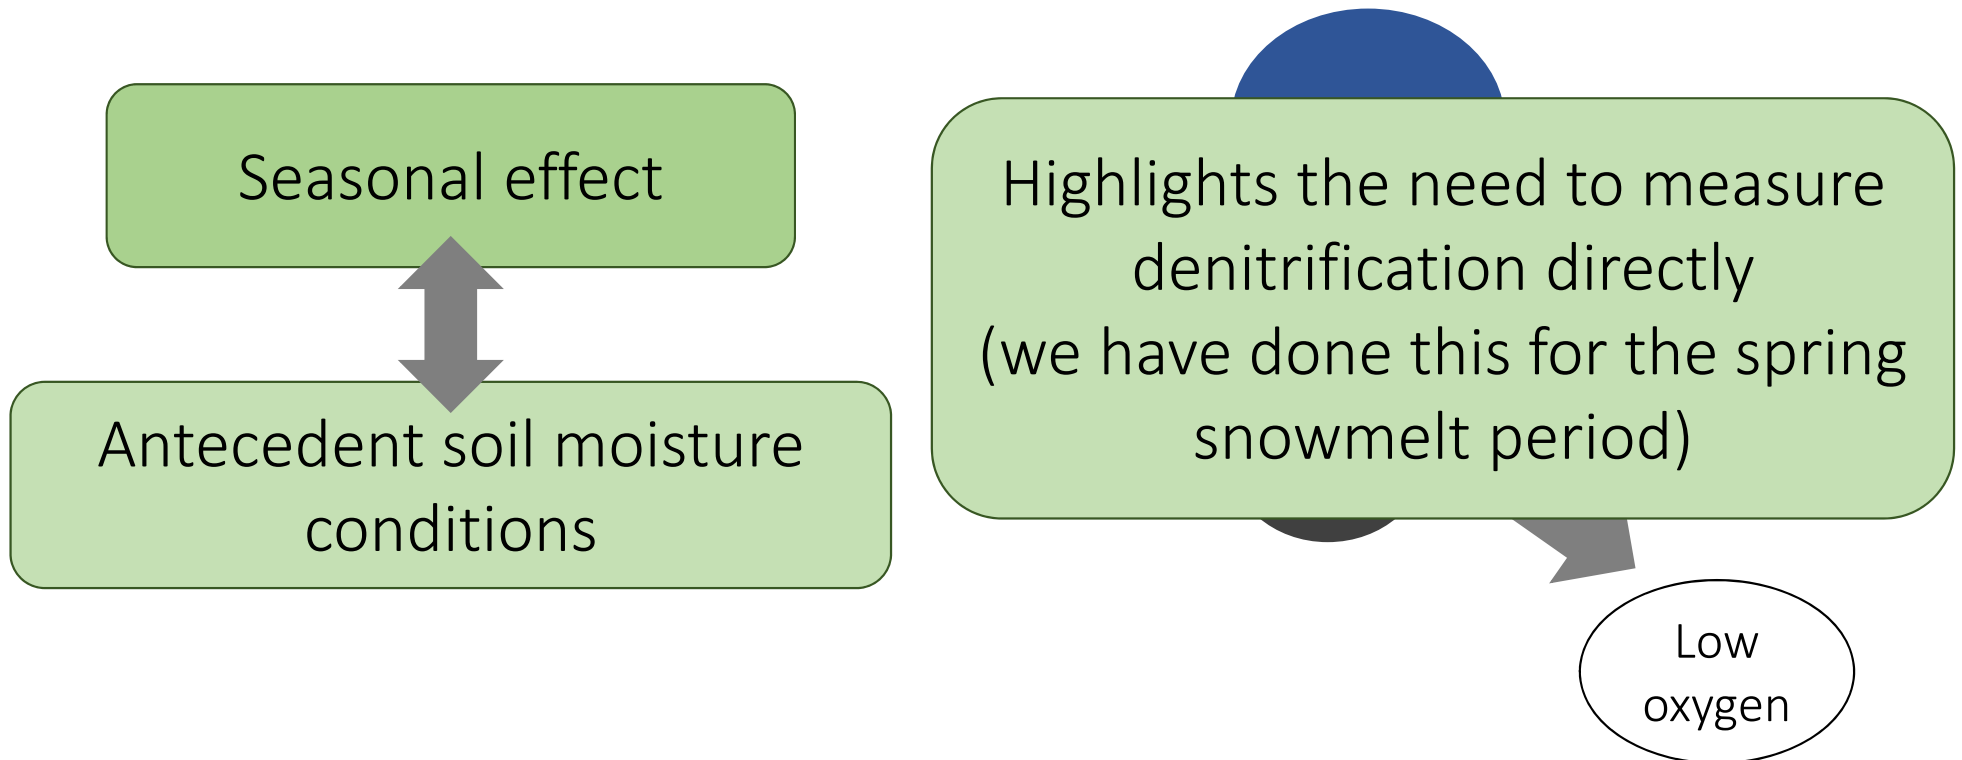 Seasonal effect
Antecedent soil moisture
conditions
Highlights the need to measure
denitrification directly
(we have done this for the spring
snowmelt period)
Low
oxygen